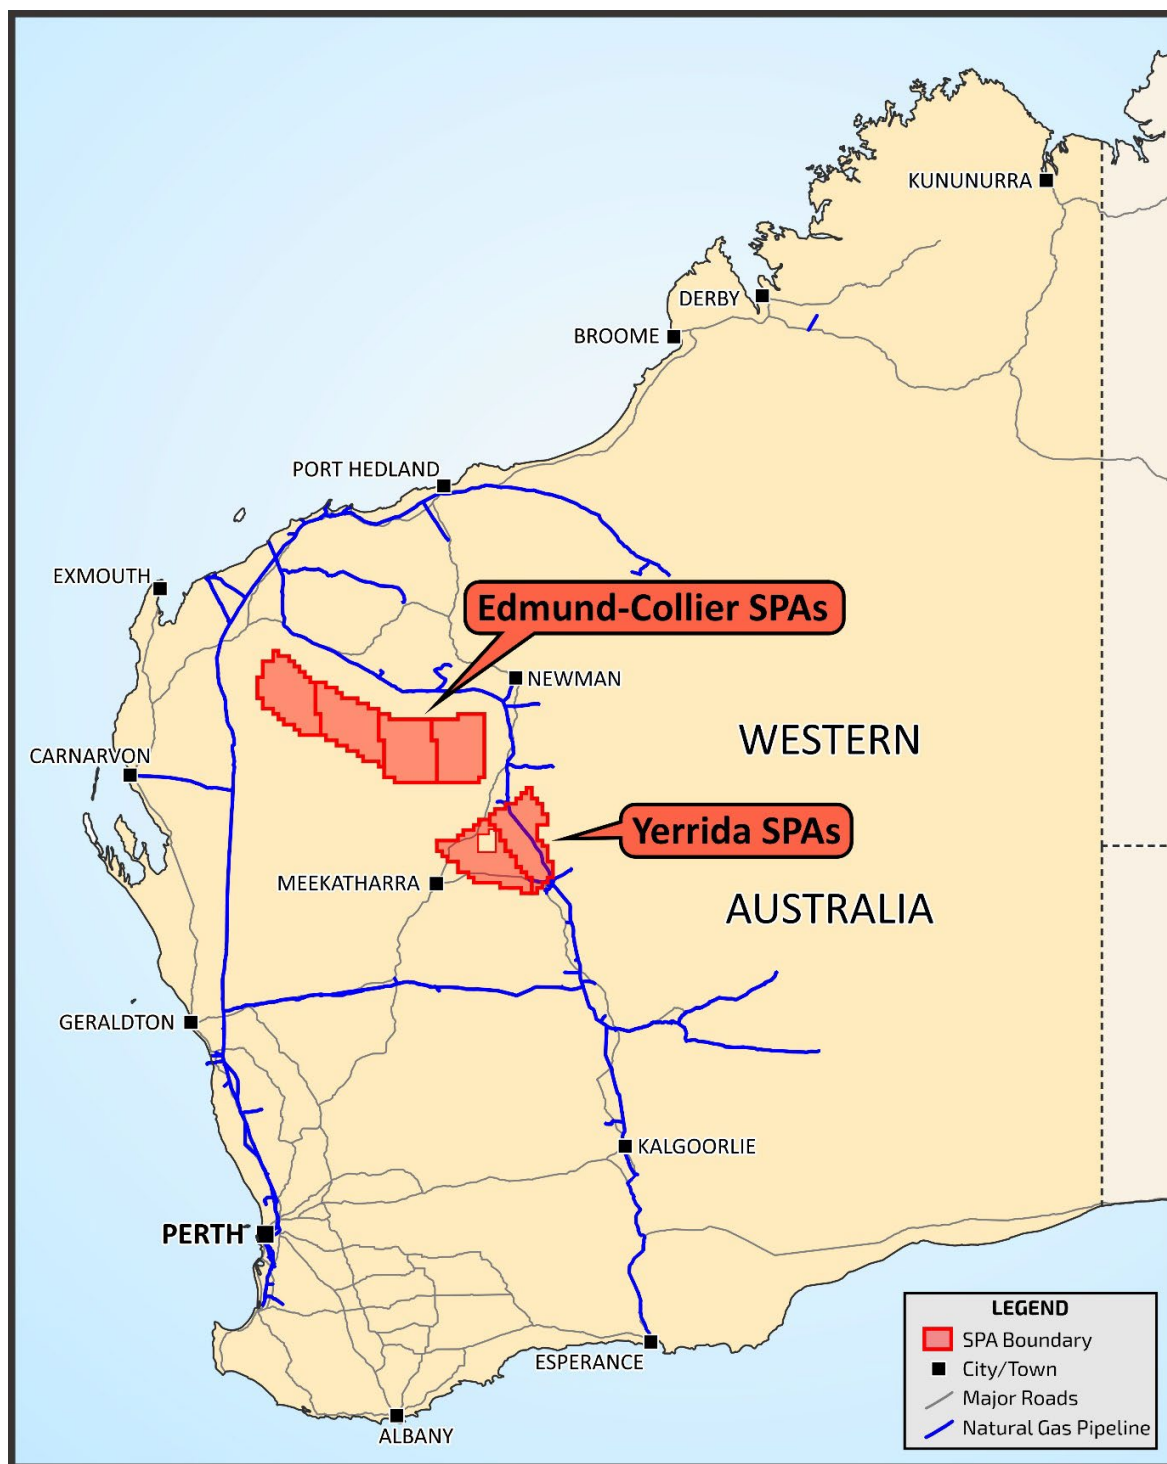 KUNUNURRA
DERBY
BROOME
PORT HEDLAND
EXMOUTH
Edmund-Collier SPAs
NEWMAN
WESTERN
CARNARVON
Yerrida SPAs
MEEKATHARRA
AUSTRALIA
GERALDTON
KALGOORLIE
PERTH
LEGEND
SPA Boundary
City/Town
Major Roads
Natural Gas Pipeline
ESPERANCE
ALBANY